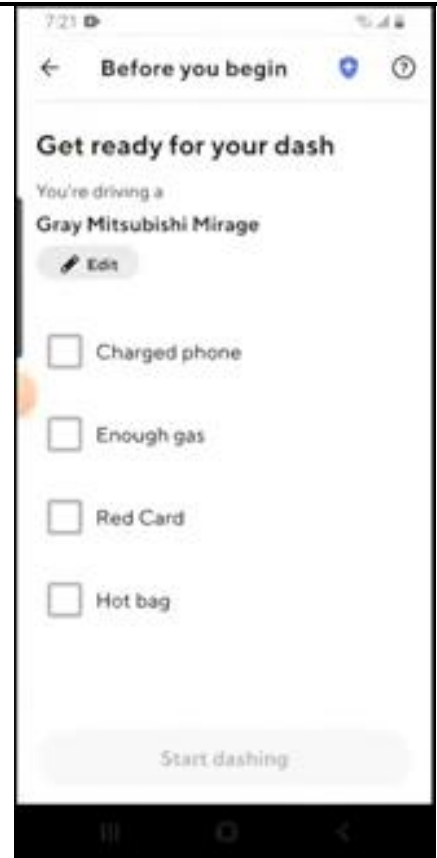 7:21
Before you begin
Get ready for your dash
You're driving a
Gray Mitsubishi Mirage
Edit
Charged phone
Enough gas
Red Card
Hot bag
Start dashing